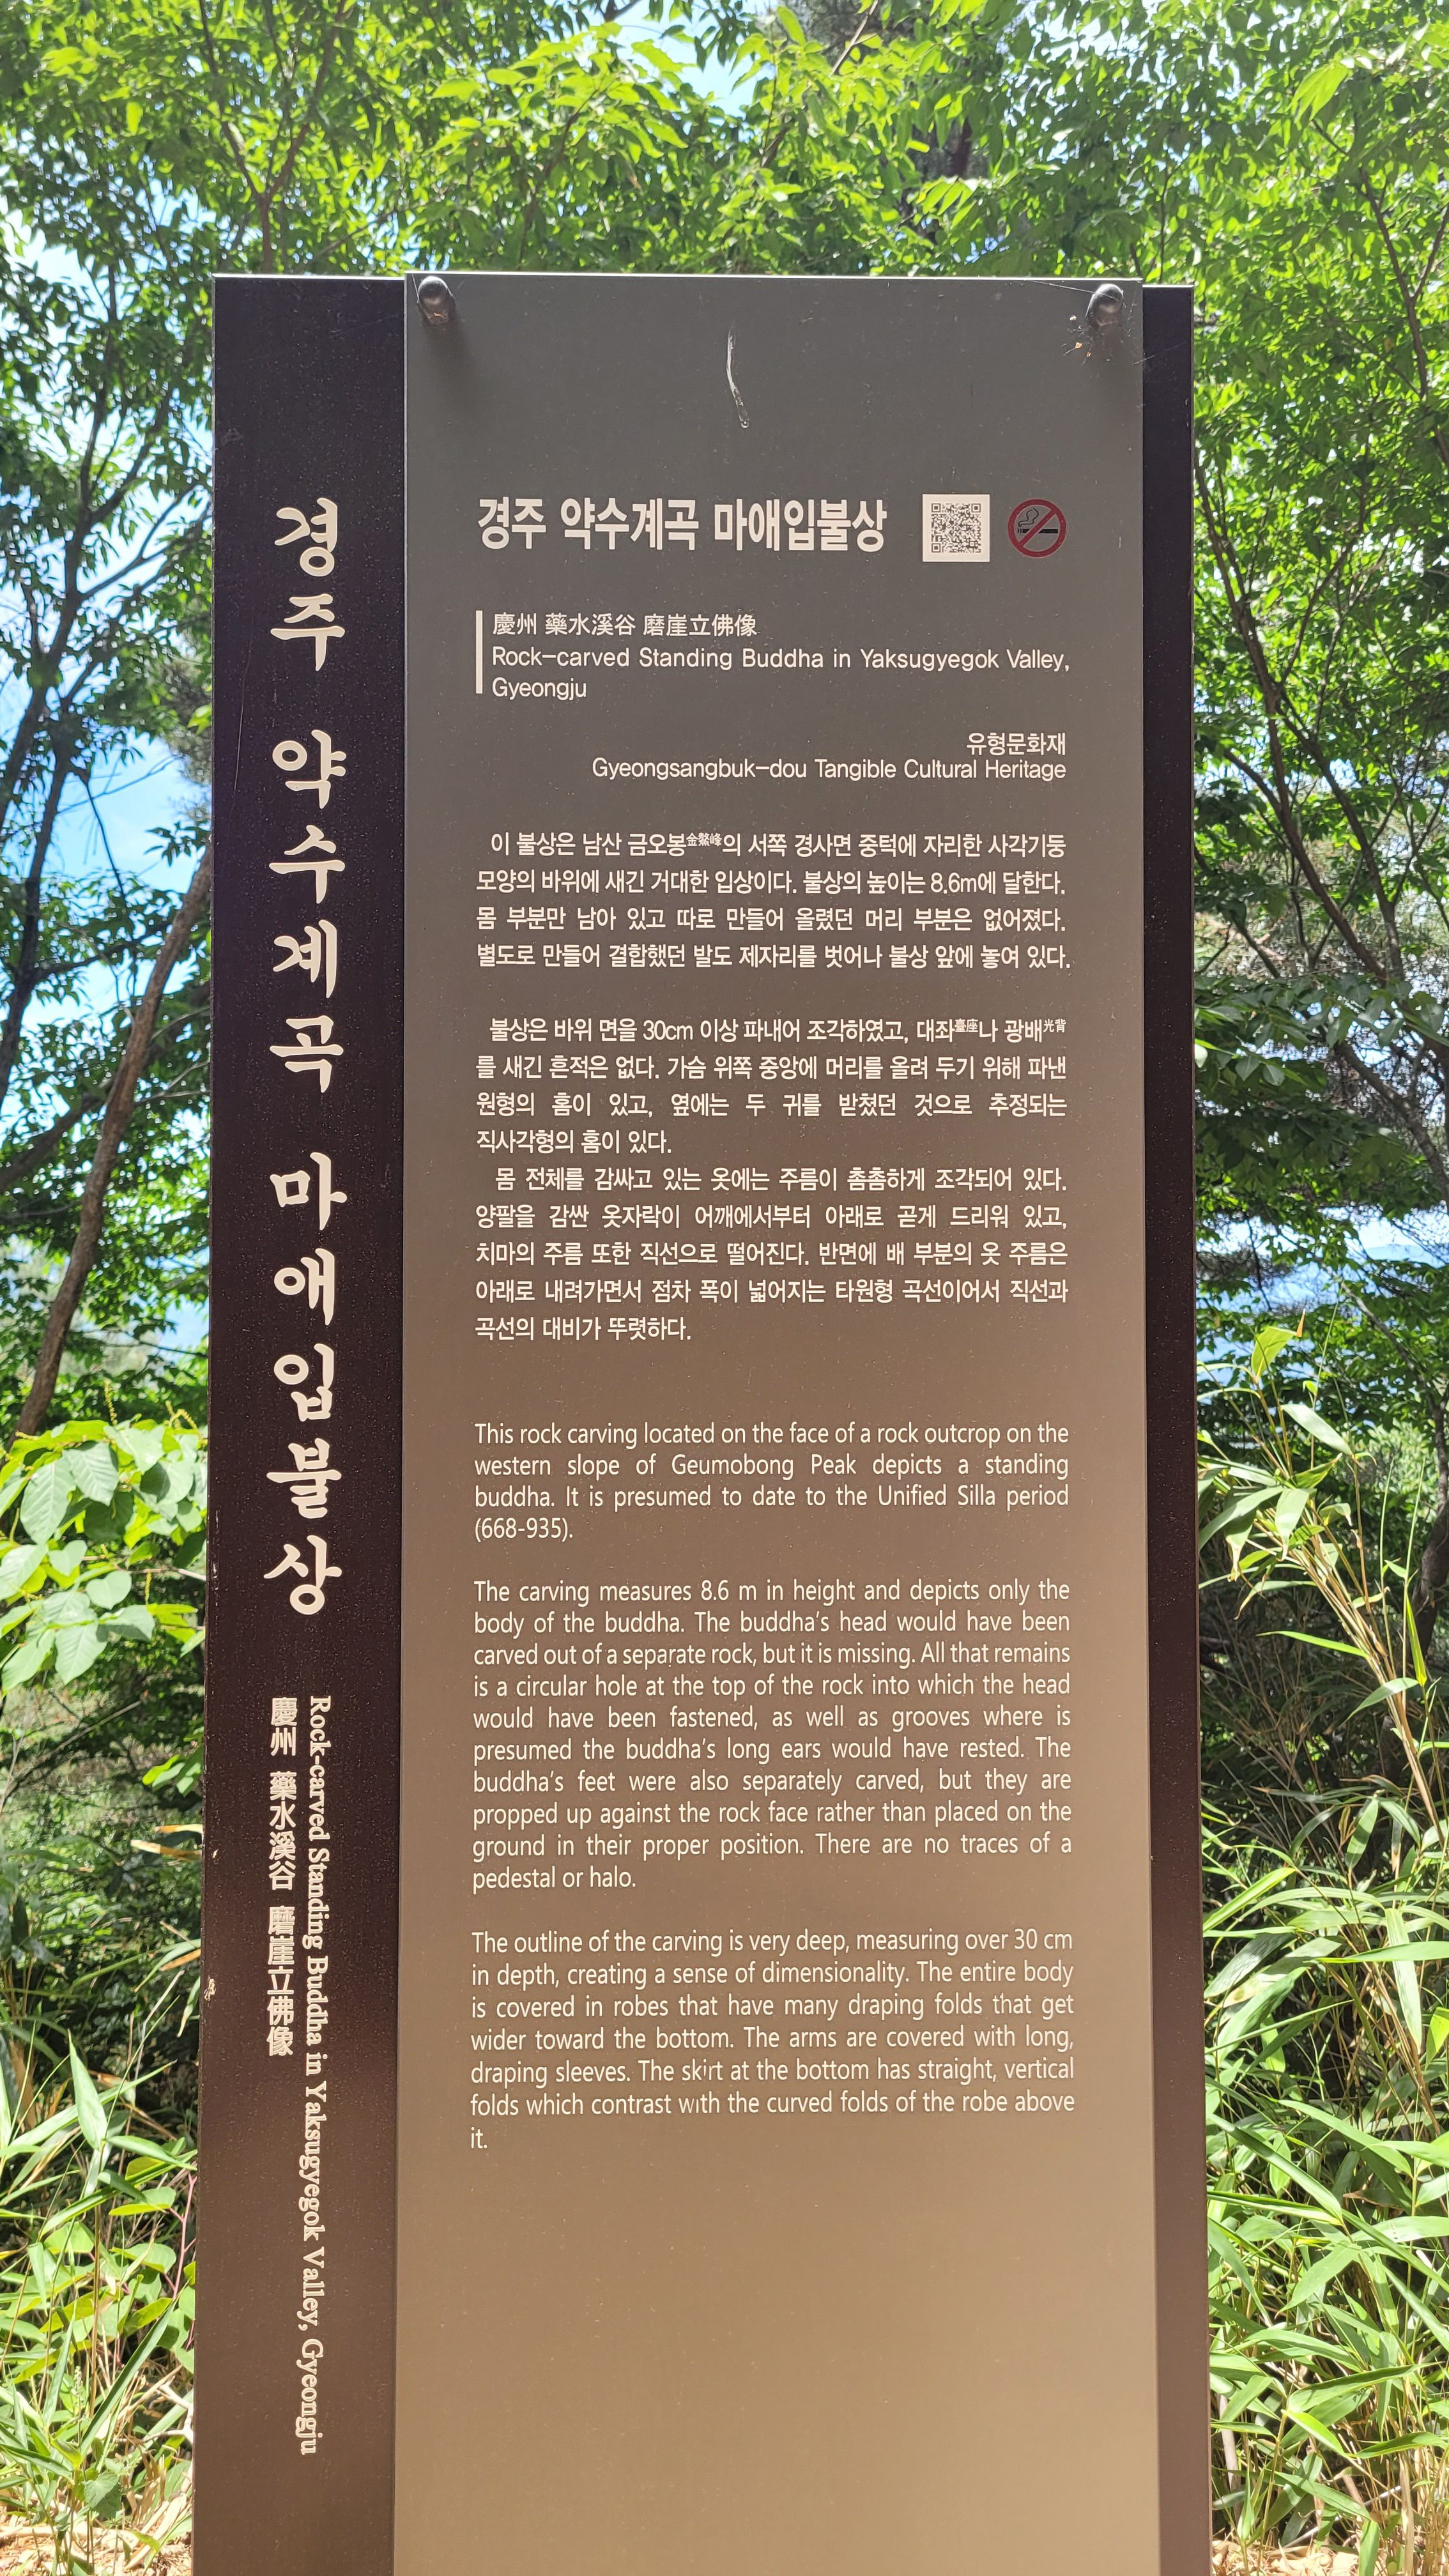 경주 약수계곡 마애입불상
慶州 藥水溪谷 磨崖立佛像
Rock-carved Standing Buddha in Yaksugyegok Valley, Gyeongju
경주 약수계곡 마애입불상
慶州 藥水溪谷 磨崖立佛像
Rock-carved Standing Buddha in Yaksugyegok Valley,
Gyeongju
유형문화재
Gyeongsangbuk-dou Tangible Cultural Heritage
이 불상은 남산 금오봉金鰲峰의 서쪽 경사면 중턱에 자리한 사각기둥
모양의 바위에 새긴 거대한 입상이다. 불상의 높이는 8.6m에 달한다.
몸 부분만 남아 있고 따로 만들어 올렸던 머리 부분은 없어졌다.
별도로 만들어 결합했던 발도 제자리를 벗어나 불상 앞에 놓여 있다.
불상은 바위 면을 30cm 이상 파내어 조각하였고, 대좌臺座나 광배光背
를 새긴 흔적은 없다. 가슴 위쪽 중앙에 머리를 올려 두기 위해 파낸
원형의 홈이 있고, 옆에는 두 귀를 받쳤던 것으로 추정되는
직사각형의 홈이 있다.
몸 전체를 감싸고 있는 옷에는 주름이 촘촘하게 조각되어 있다.
양팔을 감싼 옷자락이 어깨에서부터 아래로 곧게 드리워 있고,
치마의 주름 또한 직선으로 떨어진다. 반면에 배 부분의 옷 주름은
아래로 내려가면서 점차 폭이 넓어지는 타원형 곡선이어서 직선과
곡선의 대비가 뚜렷하다.
This rock carving located on the face of a rock outcrop on the
western slope of Geumobong Peak depicts a standing
buddha. It is presumed to date to the Unified Silla period
(668-935).
The carving measures 8.6 m in height and depicts only the
body of the buddha. The buddha's head would have been
carved out of a separate rock, but it is missing. All that remains
is a circular hole at the top of the rock into which the head
would have been fastened, as well as grooves where is
presumed the buddha's long ears would have rested. The
buddha's feet were also separately carved, but they are
propped up against the rock face rather than placed on the
ground in their proper position. There are no traces of a
pedestal or halo.
The outline of the carving is very deep, measuring over 30 cm
in depth, creating a sense of dimensionality. The entire body
is covered in robes that have many draping folds that get
wider toward the bottom. The arms are covered with long,
draping sleeves. The skirt at the bottom has straight, vertical
folds which contrast with the curved folds of the robe above
it.